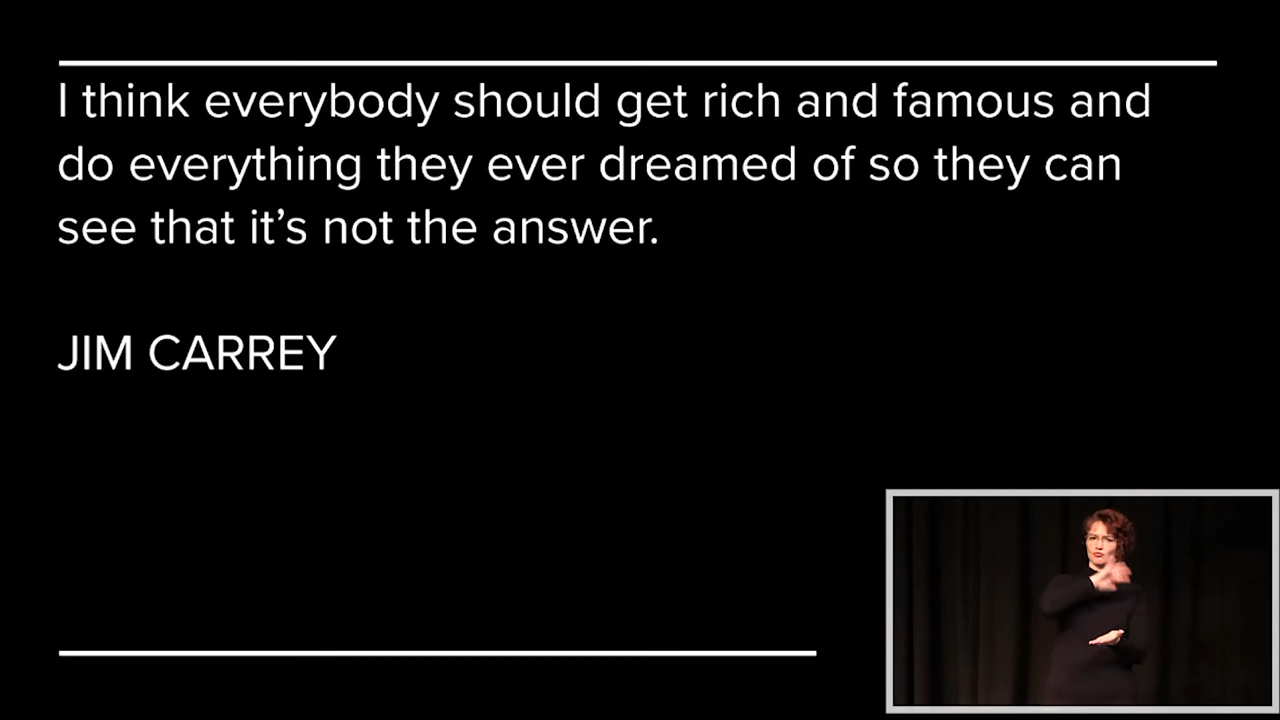 I think everybody should get rich and famous and
do everything they ever dreamed of so they can
see that it’s not the answer.
JIM CARREY